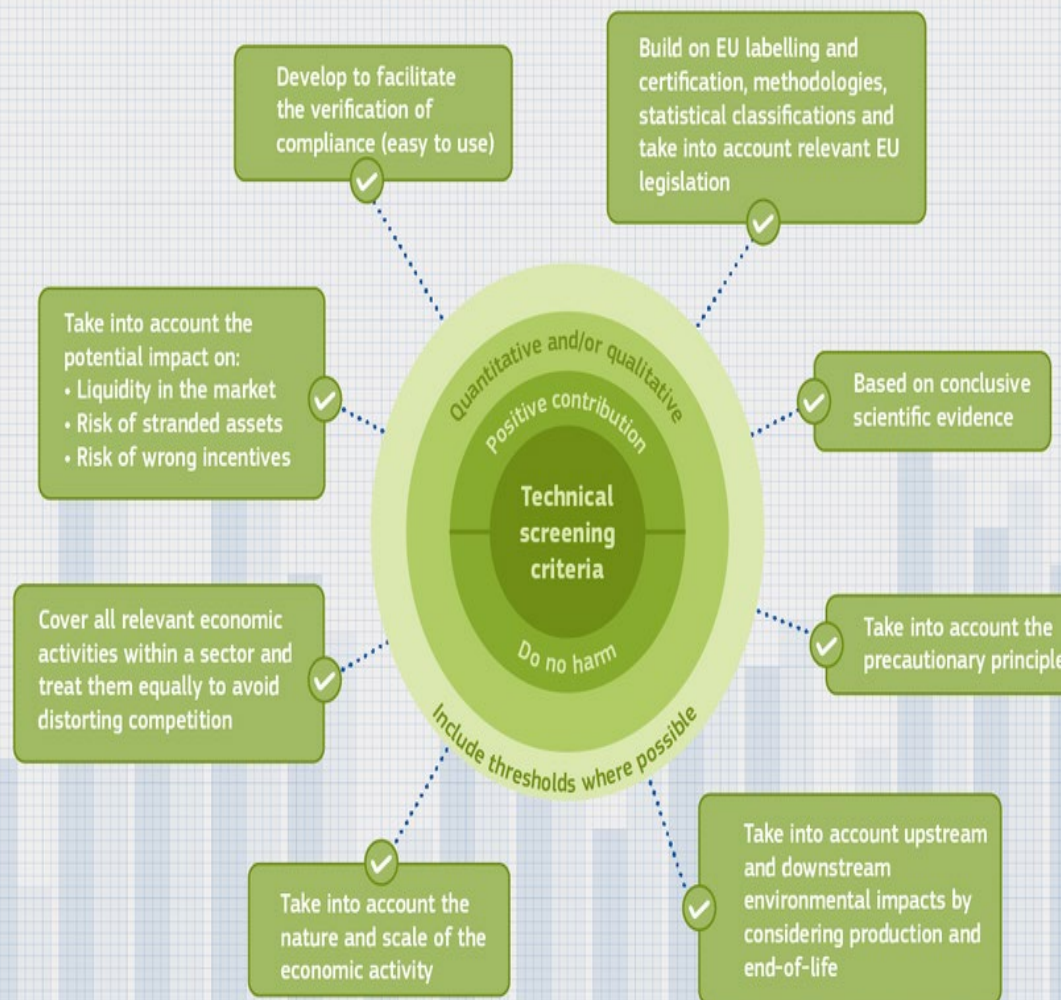 Develop to facilitate
the verification of
compliance (easy to use)
Build on EU labelling and
certification, methodologies,
statistical classifications and
take into account relevant EU
legislation
Take into account the
potential impact on:
• Liquidity in the market
• Risk of stranded assets
• Risk of wrong incentives
Quantitative and/or qualitative
Positive contribution
Technical
screening
criteria
Do no harm
Include thresholds where possible
Based on conclusive
scientific evidence
Cover all relevant economic
activities within a sector and
treat them equally to avoid
distorting competition
Take into account the
precautionary principle
Take into account the
nature and scale of the
economic activity
Take into account upstream
and downstream
environmental impacts by
considering production and
end-of-life